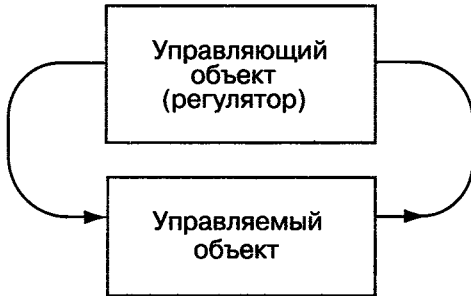 Управляющий
объект
(регулятор)
Управляемый
объект